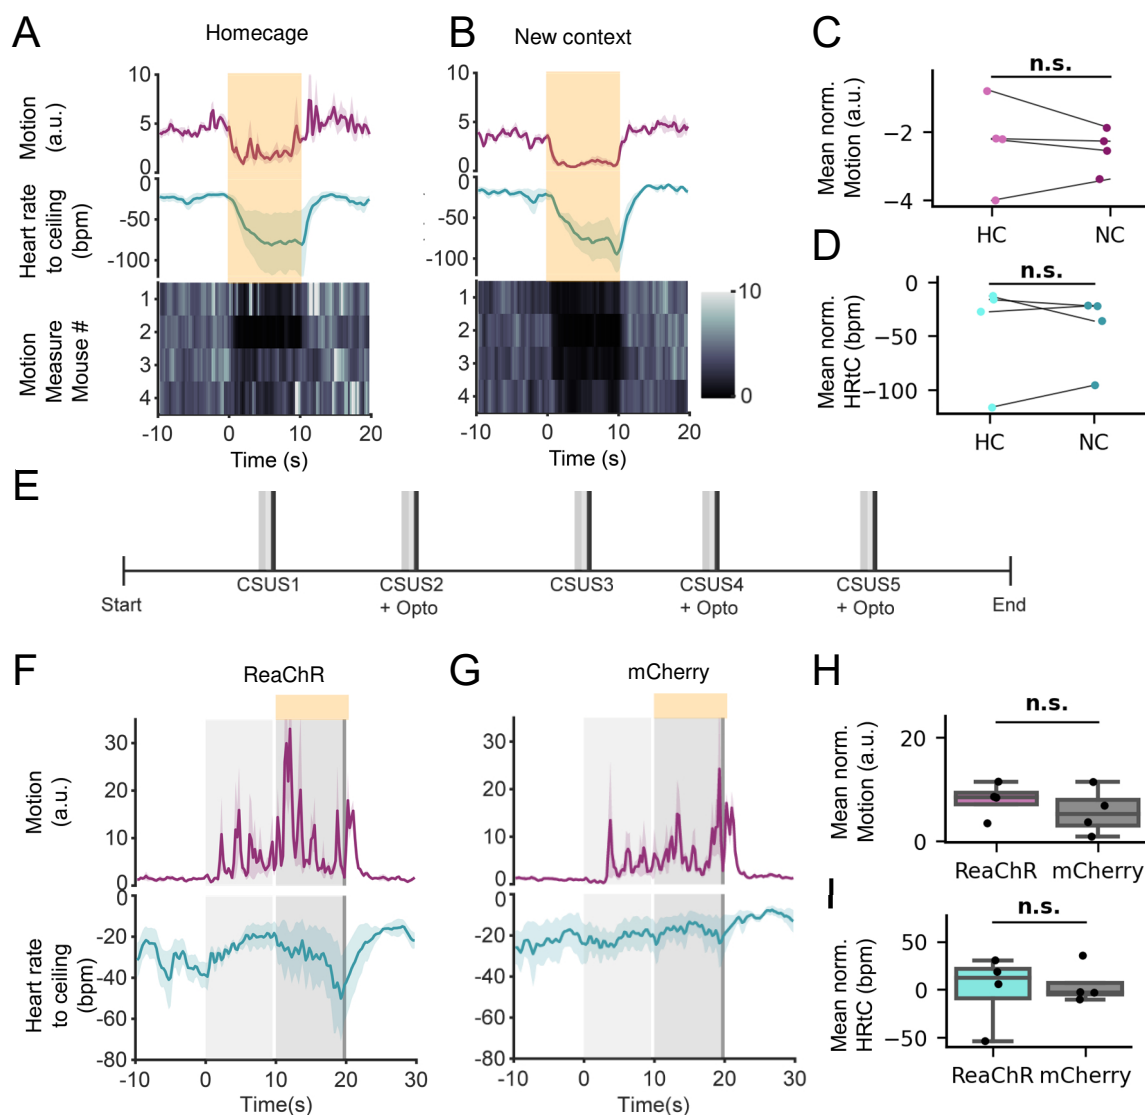 A
Homecage
B
New context
C
n.s.
10
5
0
Motion
(a.u.)
10
5
0
Mean norm.
Motion (a.u.)
−2
−4
HC
NC
0
-50
-100
Heart rate
to ceiling
(bpm)
0
-50
-100
D
n.s.
0
−50
−100
Mean norm.
HRtC (bpm)
HC
NC
Motion
Measure
Mouse #
1
2
3
4
-10
0
10
20
Time (s)
1
2
3
4
-10
0
10
20
Time (s)
10
0
E
Start
CSUS1
CSUS2
+ Opto
CSUS3
CSUS4
+ Opto
CSUS5
+ Opto
End
F
ReaChR
G
mCherry
H
n.s.
Motion
(a.u.)
30
20
10
0
30
20
10
0
Mean norm.
Motion (a.u.)
20
0
ReaChR
mCherry
Heart rate
to ceiling
(bpm)
0
-20
-40
-60
-80
-10
0
10
20
30
Time(s)
0
-20
-40
-60
-80
-10
0
10
20
30
Time(s)
I
n.s.
Mean norm.
HRtC (bpm)
50
0
−50
ReaChR
mCherry